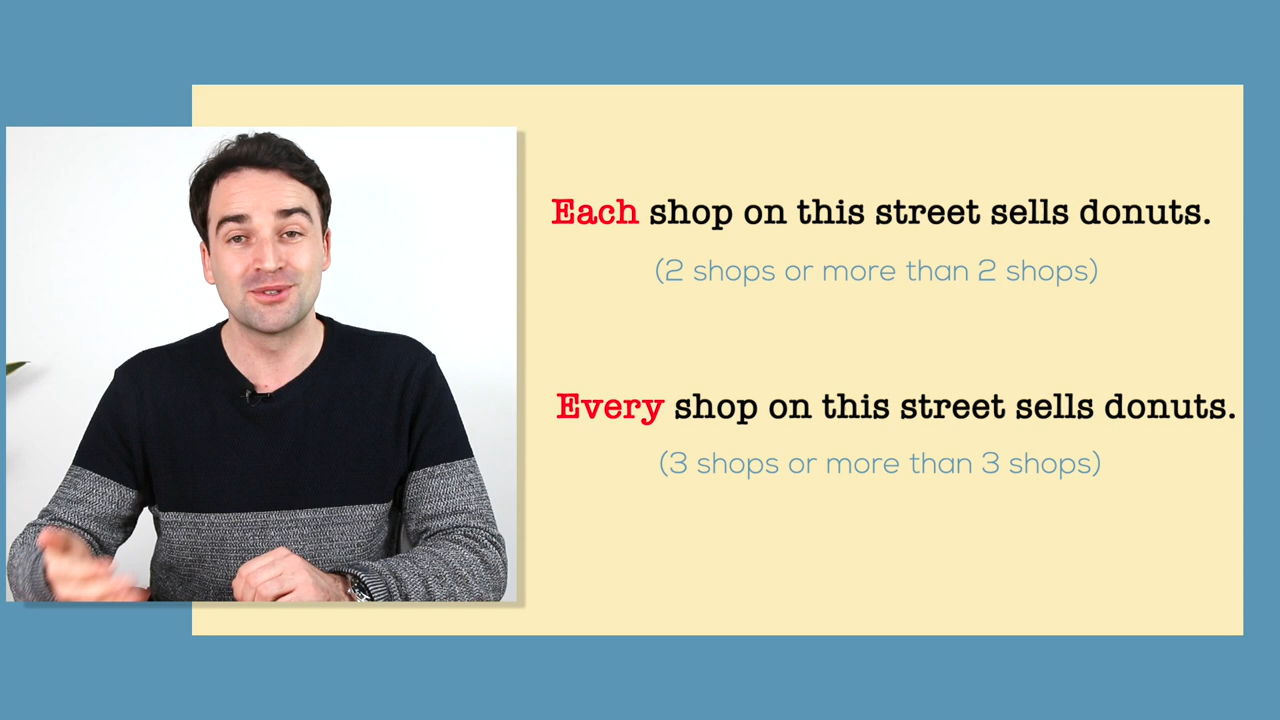 Each shop on this street sells donuts.
(2 shops or more than 2 shops)
Every shop on this street sells donuts.
(3 shops or more than 3 shops)